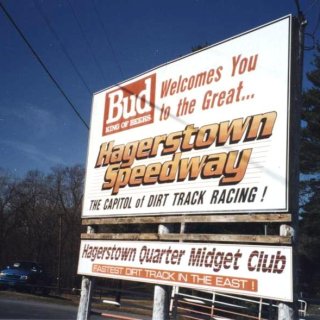 Bud
KING OF BEERS
Welcomes You
to the Great...
Hagerstown
Speedway
THE CAPITOL of DIRT TRACK RACING !
Hagerstown Quarter Midget Club
FASTEST DIRT TRACK IN THE EAST !